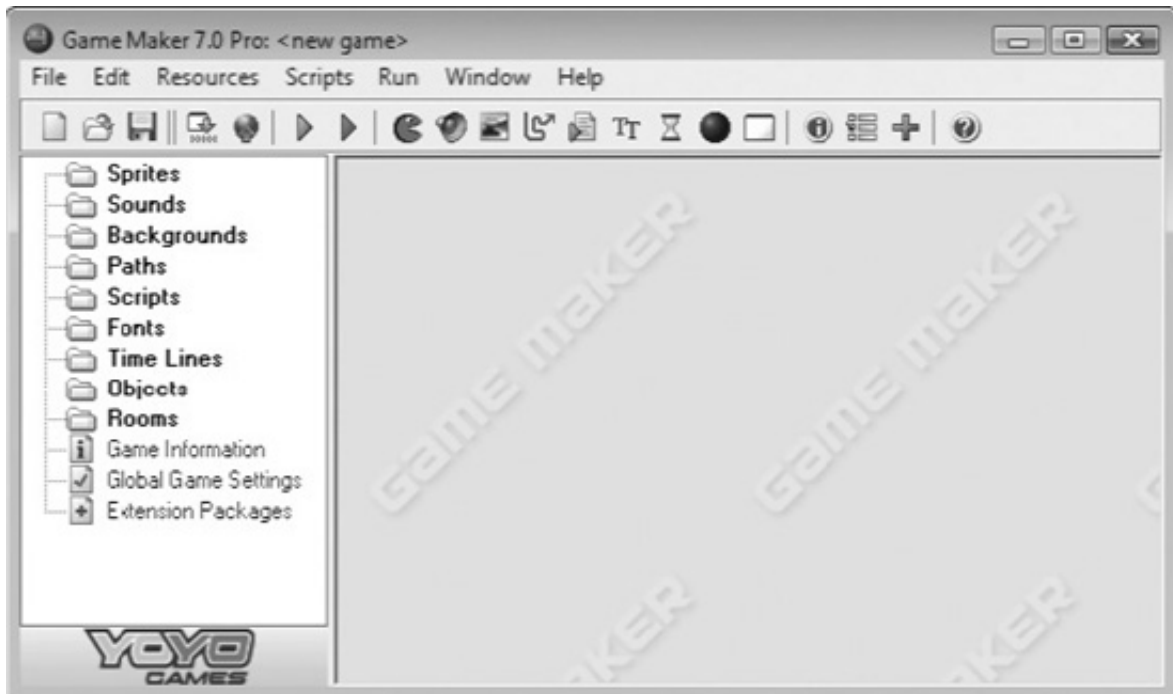 Game Maker 7.0 Pro: <new game>
File Edit Resources Scripts Run Window Help
Sprites
Sounds
Backgrounds
Paths
Scripts
Fonts
Time Lines
Objects
Rooms
Game Information
Global Game Settings
Extension Packages
YOYO
GAMES
GAME MAKER
GAME MAKER